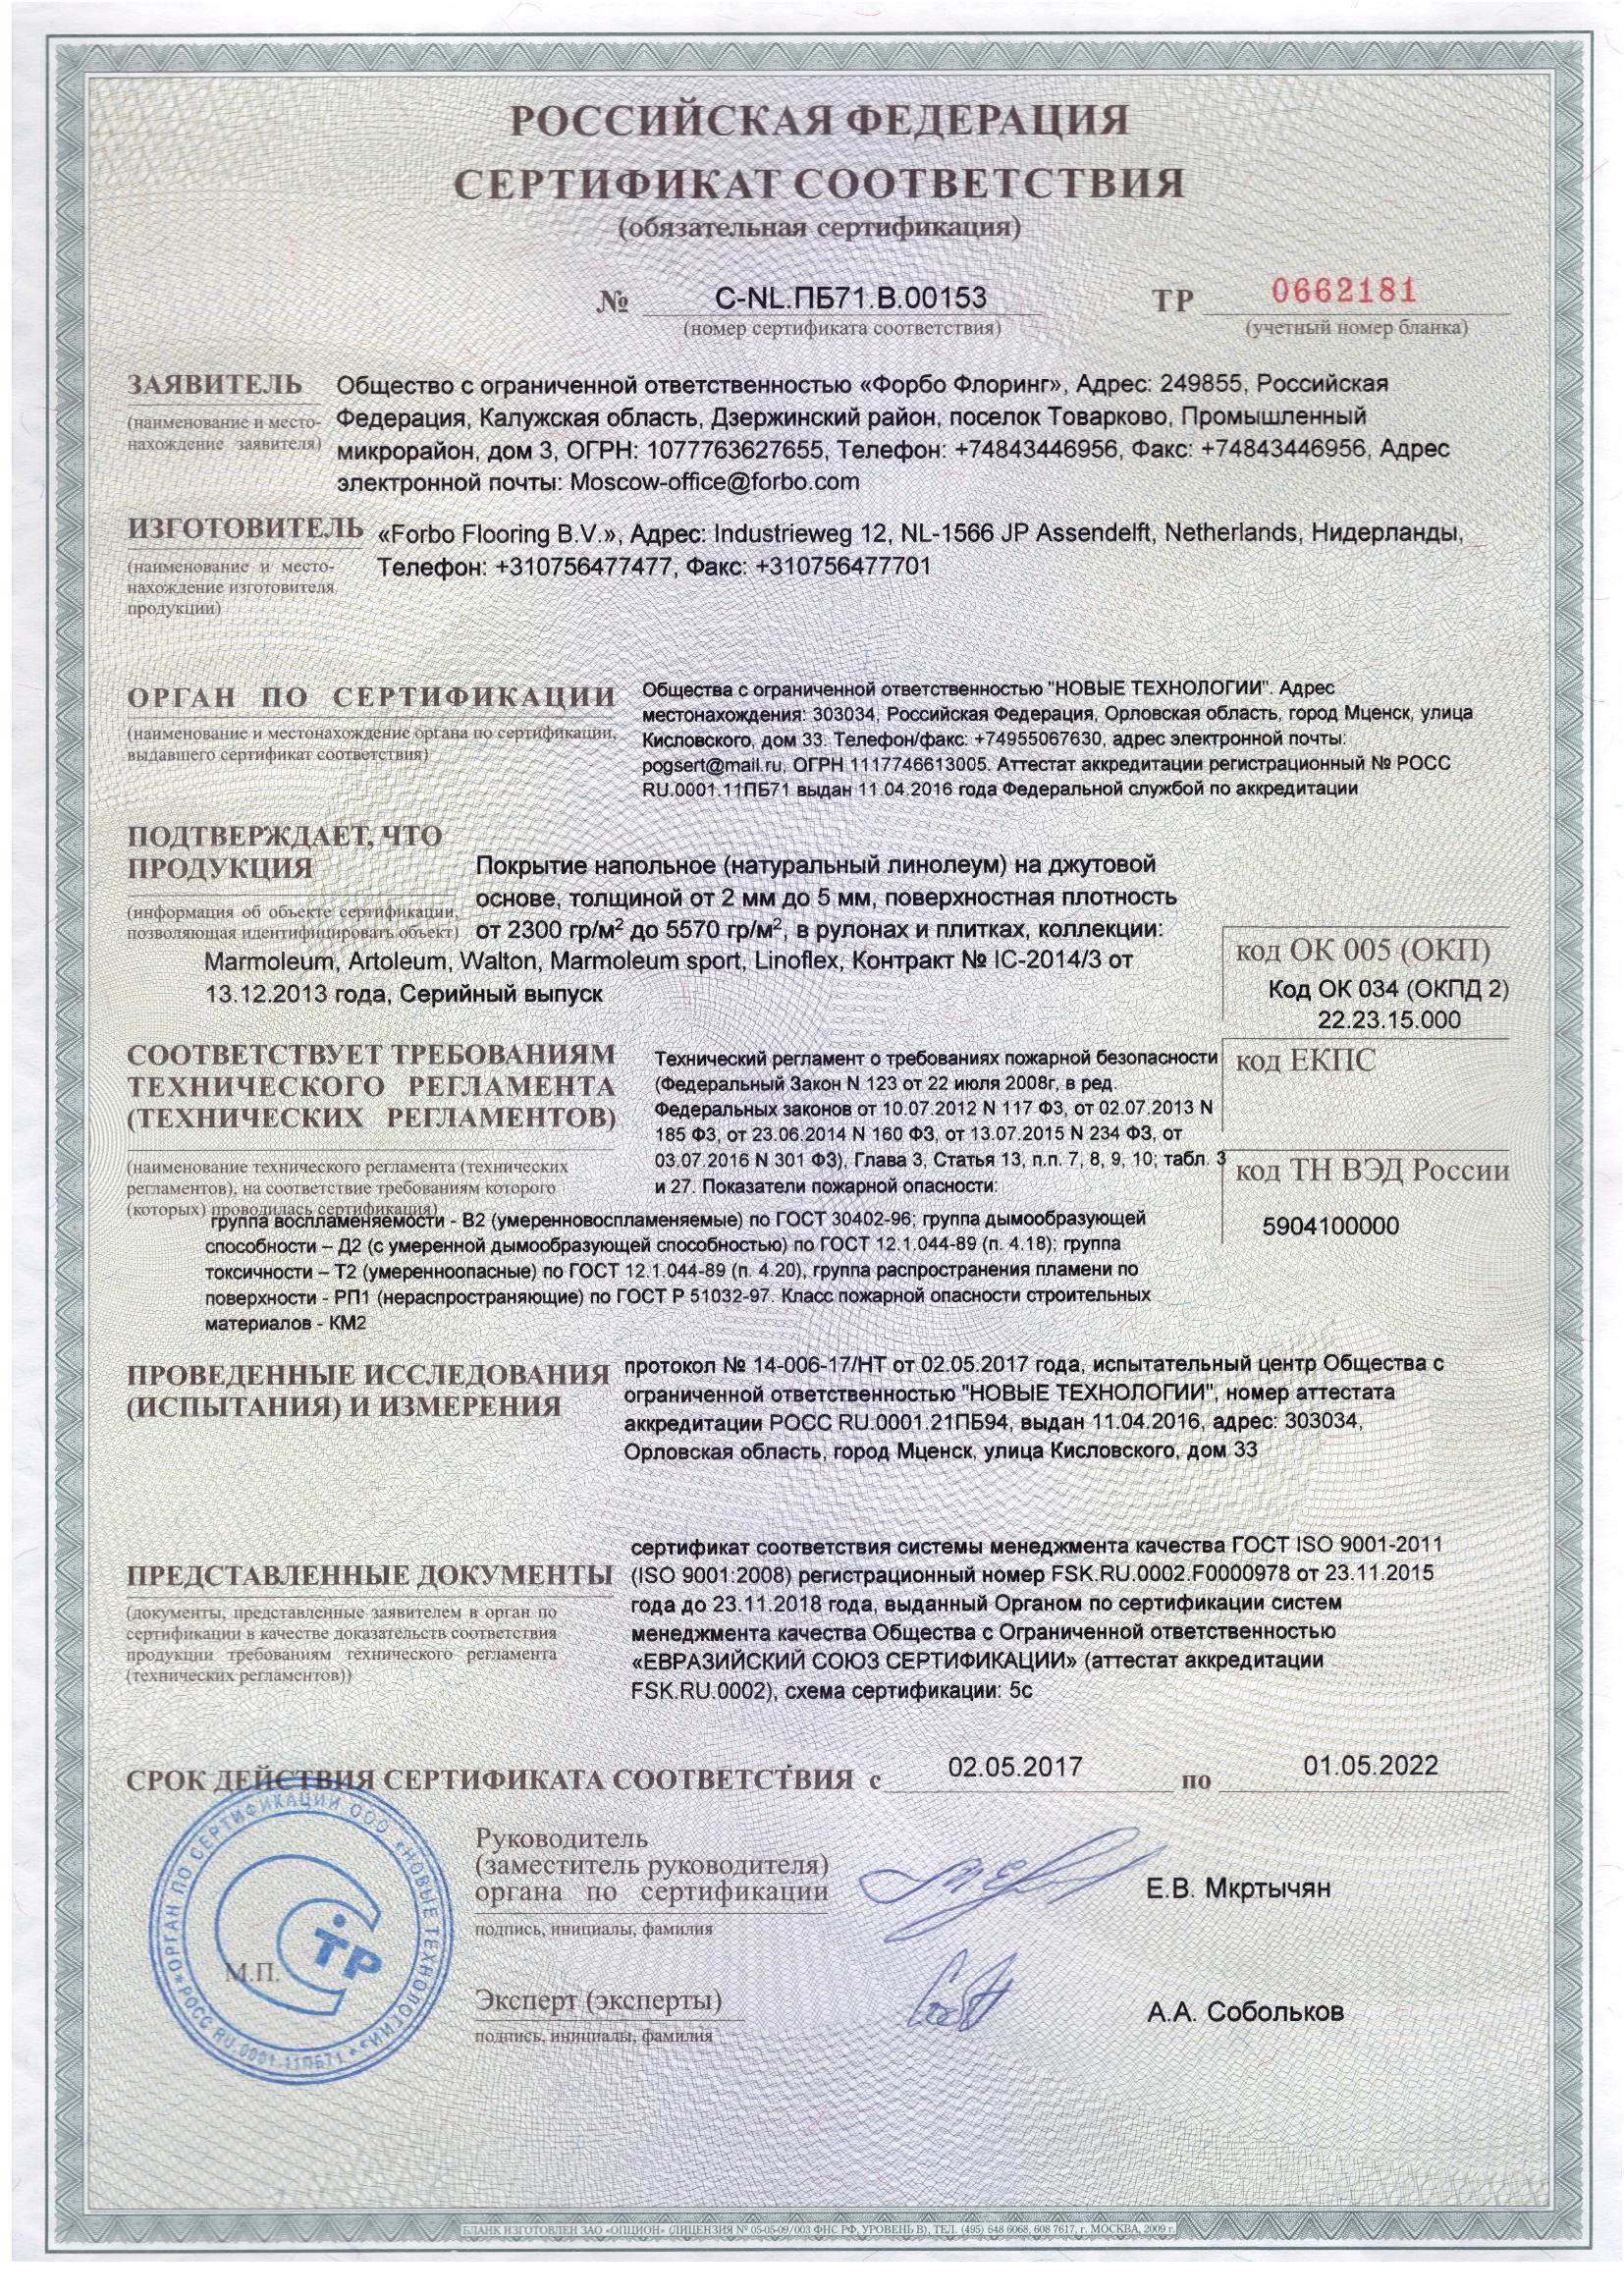 РОССИЙСКАЯ ФЕДЕРАЦИЯ
СЕРТИФИКАТ СООТВЕТСТВИЯ
(обязательная сертификация)
№ C-NL.ПБ71.В.00153 ТР 0662181
(номер сертификата соответствия) (учетный номер бланка)
ЗАЯВИТЕЛЬ
(наименование и место-
нахождение заявителя)
Общество с ограниченной ответственностью «Форбо Флоринг», Адрес: 249855, Российская
Федерация, Калужская область, Дзержинский район, поселок Товарково, Промышленный
микрорайон, дом 3, ОГРН: 1077763627655, Телефон: +74843446956, Факс: +74843446956, Адрес
электронной почты: Moscow-office@forbo.com
ИЗГОТОВИТЕЛЬ
(наименование и место-
нахождение изготовителя
продукции)
«Forbo Flooring B.V.», Адрес: Industrieweg 12, NL-1566 JP Assendelft, Netherlands, Нидерланды,
Телефон: +310756477477, Факс: +310756477701
ОРГАН ПО СЕРТИФИКАЦИИ
(наименование и местонахождение органа по сертификации,
выдавшего сертификат соответствия)
Общества с ограниченной ответственностью "НОВЫЕ ТЕХНОЛОГИИ". Адрес
местонахождения: 303034, Российская Федерация, Орловская область, город Мценск, улица
Кисловского, дом 33. Телефон/факс: +74955067630, адрес электронной почты:
pogsert@mail.ru, ОГРН 1117746613005. Аттестат аккредитации регистрационный № РОСС
RU.0001.11ПБ71 выдан 11.04.2016 года Федеральной службой по аккредитации
ПОДТВЕРЖДАЕТ, ЧТО
ПРОДУКЦИЯ
(информация об объекте сертификации,
позволяющая идентифицировать объект)
Покрытие напольное (натуральный линолеум) на джутовой
основе, толщиной от 2 мм до 5 мм, поверхностная плотность
от 2300 гр/м² до 5570 гр/м², в рулонах и плитках, коллекции:
Marmoleum, Artoleum, Walton, Marmoleum sport, Linoflex, Контракт № IC-2014/3 от
13.12.2013 года, Серийный выпуск
код ОК 005 (ОКП)
Код ОК 034 (ОКПД 2)
22.23.15.000
СООТВЕТСТВУЕТ ТРЕБОВАНИЯМ
ТЕХНИЧЕСКОГО РЕГЛАМЕНТА
(ТЕХНИЧЕСКИХ РЕГЛАМЕНТОВ)
(наименование технического регламента (технических
регламентов), на соответствие требованиям которого
(которых) проводилась сертификация)
Технический регламент о требованиях пожарной безопасности
(Федеральный Закон N 123 от 22 июля 2008г, в ред.
Федеральных законов от 10.07.2012 N 117 ФЗ, от 02.07.2013 N
185 ФЗ, от 23.06.2014 N 160 ФЗ, от 13.07.2015 N 234 ФЗ, от
03.07.2016 N 301 ФЗ), Глава 3, Статья 13, п.п. 7, 8, 9, 10; табл. 3
и 27. Показатели пожарной опасности:
группа воспламеняемости - В2 (умеренновоспламеняемые) по ГОСТ 30402-96; группа дымообразующей
способности – Д2 (с умеренной дымообразующей способностью) по ГОСТ 12.1.044-89 (п. 4.18); группа
токсичности – Т2 (умеренноопасные) по ГОСТ 12.1.044-89 (п. 4.20), группа распространения пламени по
поверхности - РП1 (нераспространяющие) по ГОСТ Р 51032-97. Класс пожарной опасности строительных
материалов - КМ2
код ЕКПС
код ТН ВЭД России
5904100000
ПРОВЕДЕННЫЕ ИССЛЕДОВАНИЯ
(ИСПЫТАНИЯ) И ИЗМЕРЕНИЯ
протокол № 14-006-17/НТ от 02.05.2017 года, испытательный центр Общества с
ограниченной ответственностью "НОВЫЕ ТЕХНОЛОГИИ", номер аттестата
аккредитации РОСС RU.0001.21ПБ94, выдан 11.04.2016, адрес: 303034,
Орловская область, город Мценск, улица Кисловского, дом 33
ПРЕДСТАВЛЕННЫЕ ДОКУМЕНТЫ
(документы, представленные заявителем в орган по
сертификации в качестве доказательств соответствия
продукции требованиям технического регламента
(технических регламентов))
сертификат соответствия системы менеджмента качества ГОСТ ISO 9001-2011
(ISO 9001:2008) регистрационный номер FSK.RU.0002.F0000978 от 23.11.2015
года до 23.11.2018 года, выданный Органом по сертификации систем
менеджмента качества Общества с Ограниченной ответственностью
«ЕВРАЗИЙСКИЙ СОЮЗ СЕРТИФИКАЦИИ» (аттестат аккредитации
FSK.RU.0002), схема сертификации: 5с
СРОК ДЕЙСТВИЯ СЕРТИФИКАТА СООТВЕТСТВИЯ с 02.05.2017 по 01.05.2022
ОРГАН ПО СЕРТИФИКАЦИИ ООО «НОВЫЕ ТЕХНОЛОГИИ»
РОСС RU.0001.11ПБ71
ТР
М.П.
Руководитель
(заместитель руководителя)
органа по сертификации
подпись, инициалы, фамилия
Е.В. Мкртычян
Эксперт (эксперты)
подпись, инициалы, фамилия
А.А. Собольков
БЛАНК ИЗГОТОВЛЕН ЗАО «ОПЦИОН» (ЛИЦЕНЗИЯ № 05-05-09/003 ФНС РФ, УРОВЕНЬ В), ТЕЛ. (495) 648 6068, 608 7617, г. МОСКВА, 2009 г.